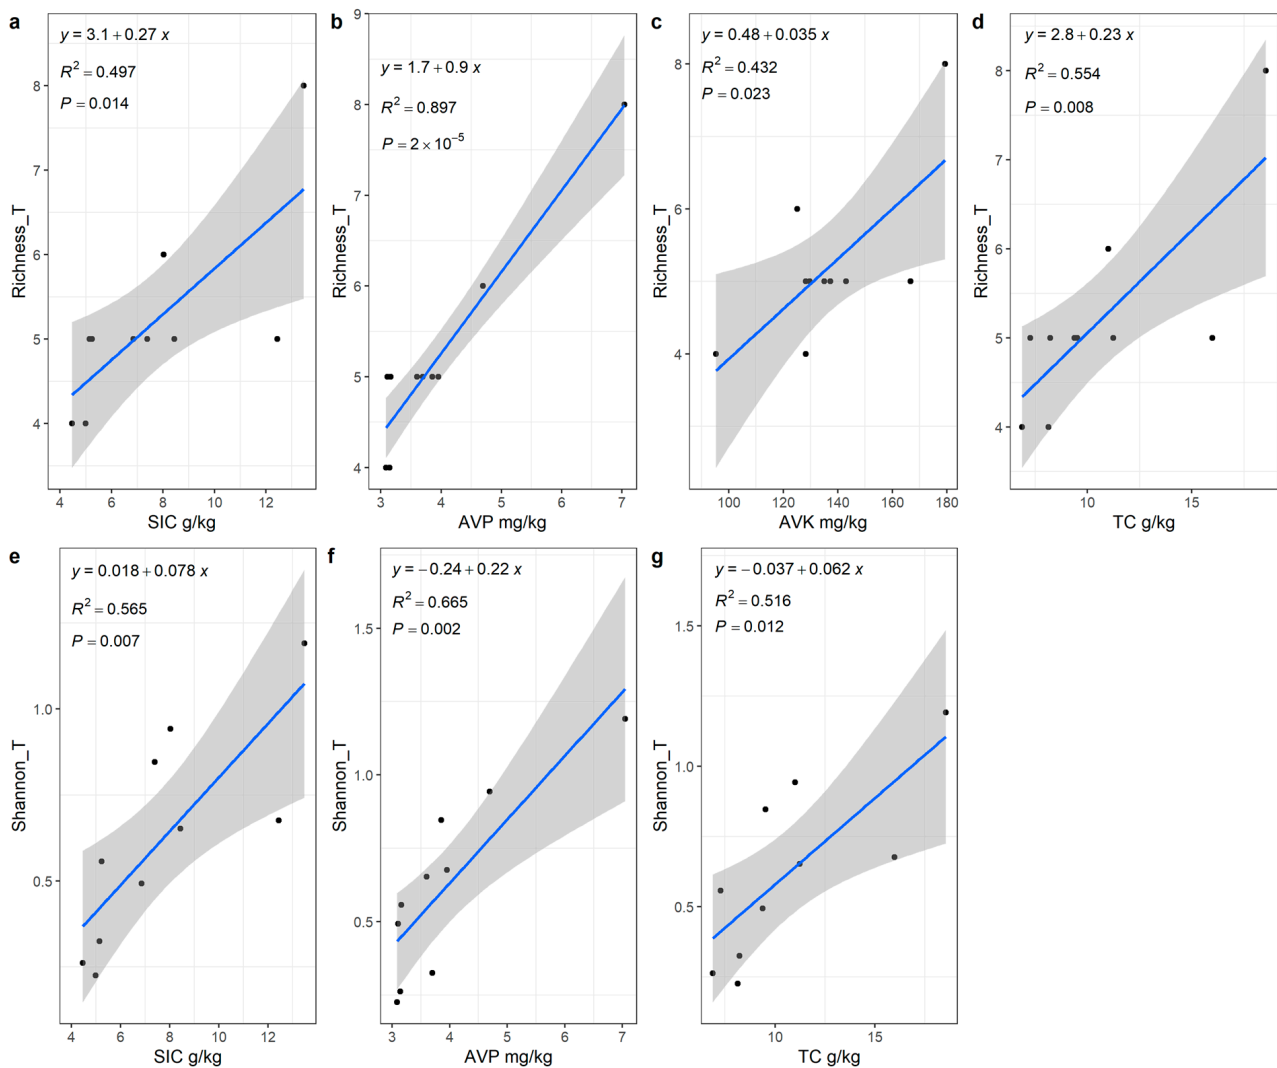 a
y = 3.1 + 0.27 x
R² = 0.497
P = 0.014
Richness_T
8
7
6
5
4
4 6 8 10 12
SIC g/kg
b
y = 1.7 + 0.9 x
R² = 0.897
P = 2 × 10⁻⁵
Richness_T
9
8
7
6
5
4
3 4 5 6 7
AVP mg/kg
c
y = 0.48 + 0.035 x
R² = 0.432
P = 0.023
Richness_T
8
6
4
100 120 140 160 180
AVK mg/kg
d
y = 2.8 + 0.23 x
R² = 0.554
P = 0.008
Richness_T
8
7
6
5
4
10 15
TC g/kg
e
y = 0.018 + 0.078 x
R² = 0.565
P = 0.007
Shannon_T
1.0
0.5
4 6 8 10 12
SIC g/kg
f
y = −0.24 + 0.22 x
R² = 0.665
P = 0.002
Shannon_T
1.5
1.0
0.5
3 4 5 6 7
AVP mg/kg
g
y = −0.037 + 0.062 x
R² = 0.516
P = 0.012
Shannon_T
1.5
1.0
0.5
10 15
TC g/kg